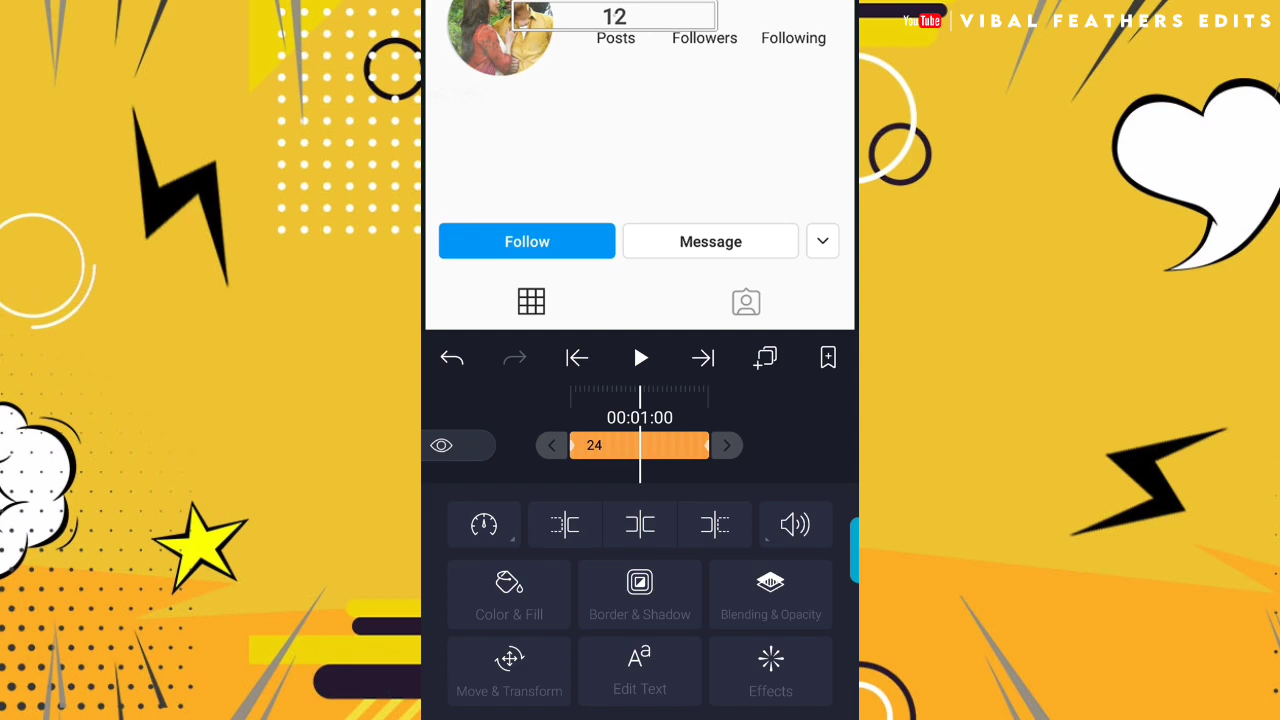 YouTube | VIBAL FEATHERS EDITS
12
Posts Followers Following
Follow Message
00:01:00
24
Color & Fill Border & Shadow Blending & Opacity
Move & Transform Edit Text Effects